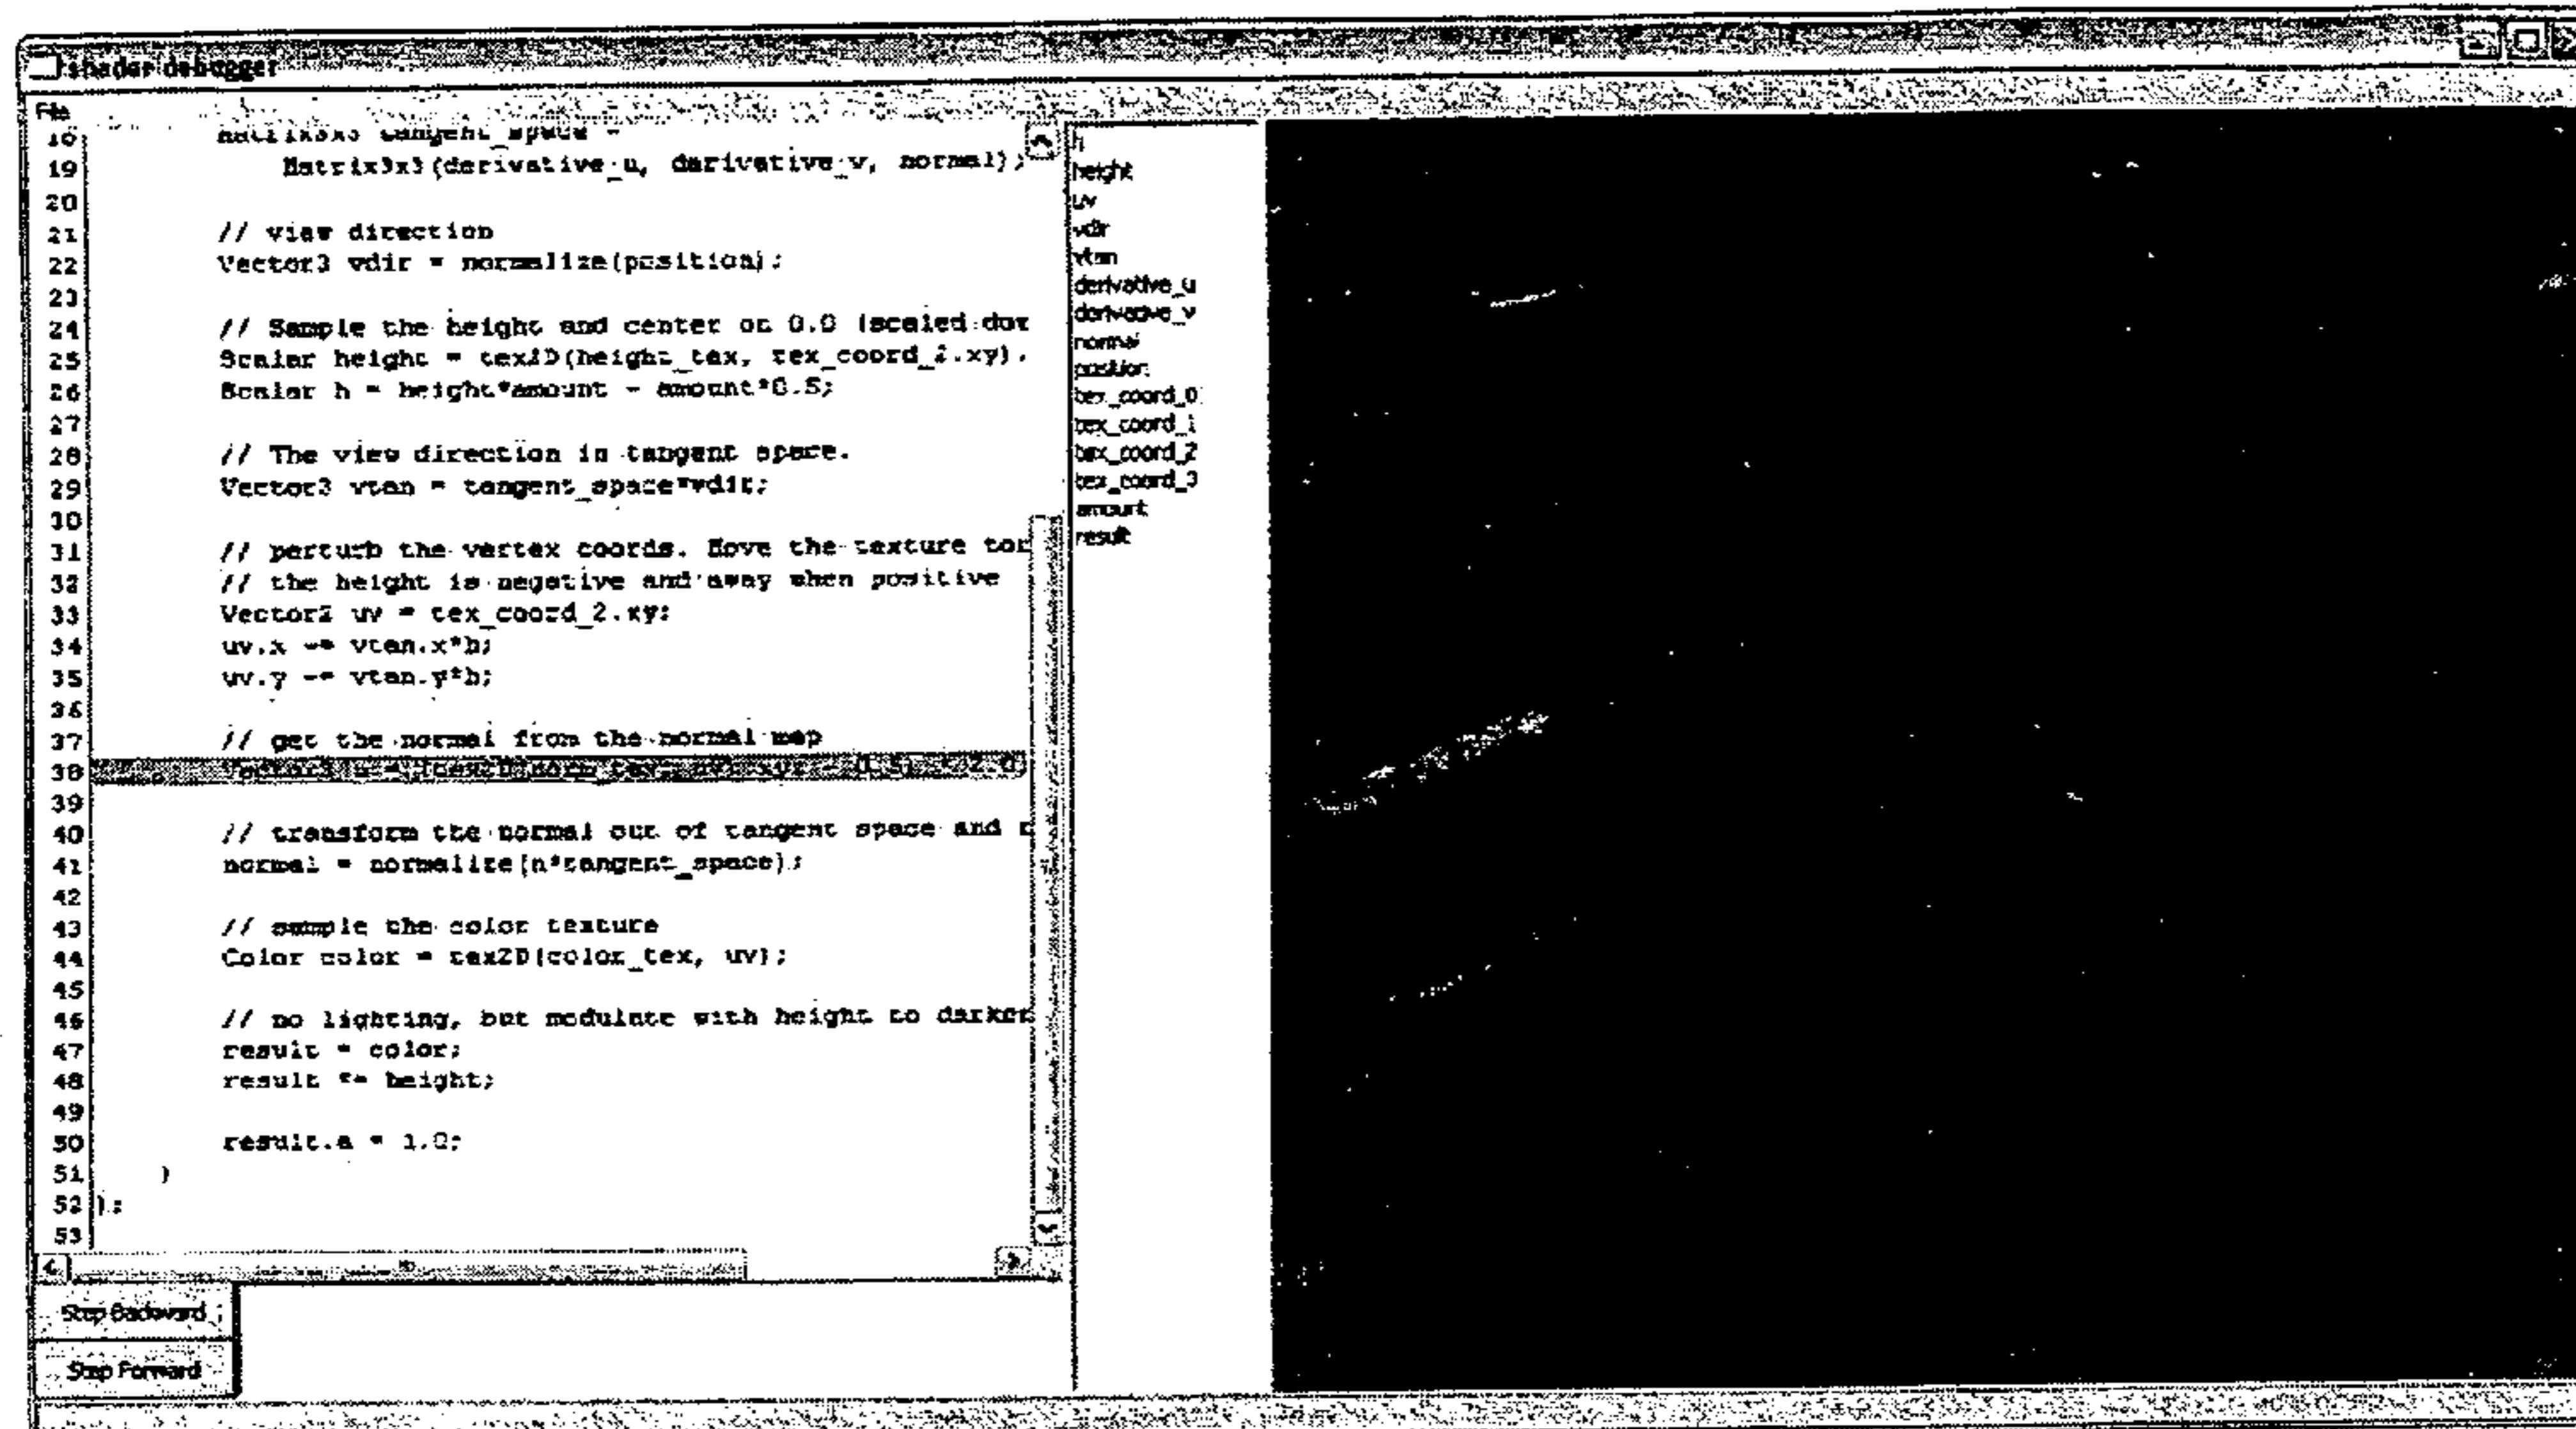 shader debugger
File
18 Matrix3x3 tangent_space =
19 Matrix3x3(derivative_u, derivative_v, normal);
20
21 // view direction
22 Vector3 vdir = normalize(position);
23
24 // Sample the height and center on 0.0 (scaled
25 Scalar height = tex2D(height_tex, tex_coord_2.xy).
26 Scalar h = height*amount - amount*0.5;
27
28 // The view direction in tangent space.
29 Vector3 vtan = tangent_space*vdir;
30
31 // perturb the vertex coords. Move the texture
32 // the height is negative and away when positive
33 Vector2 uv = tex_coord_2.xy;
34 uv.x -= vtan.x*h;
35 uv.y -= vtan.y*h;
36
37 // get the normal from the normal map
38
39
40 // transform the normal out of tangent space and
41 normal = normalize(n*tangent_space);
42
43 // sample the color texture
44 Color color = tex2D(color_tex, uv);
45
46 // no lighting, but modulate with height to darken
47 result = color;
48 result *= height;
49
50 result.a = 1.0;
51 }
52 };
53
Step Backward
Step Forward
h
height
uv
vdir
vtan
derivative_u
derivative_v
normal
position
tex_coord_0
tex_coord_1
tex_coord_2
tex_coord_3
amount
result